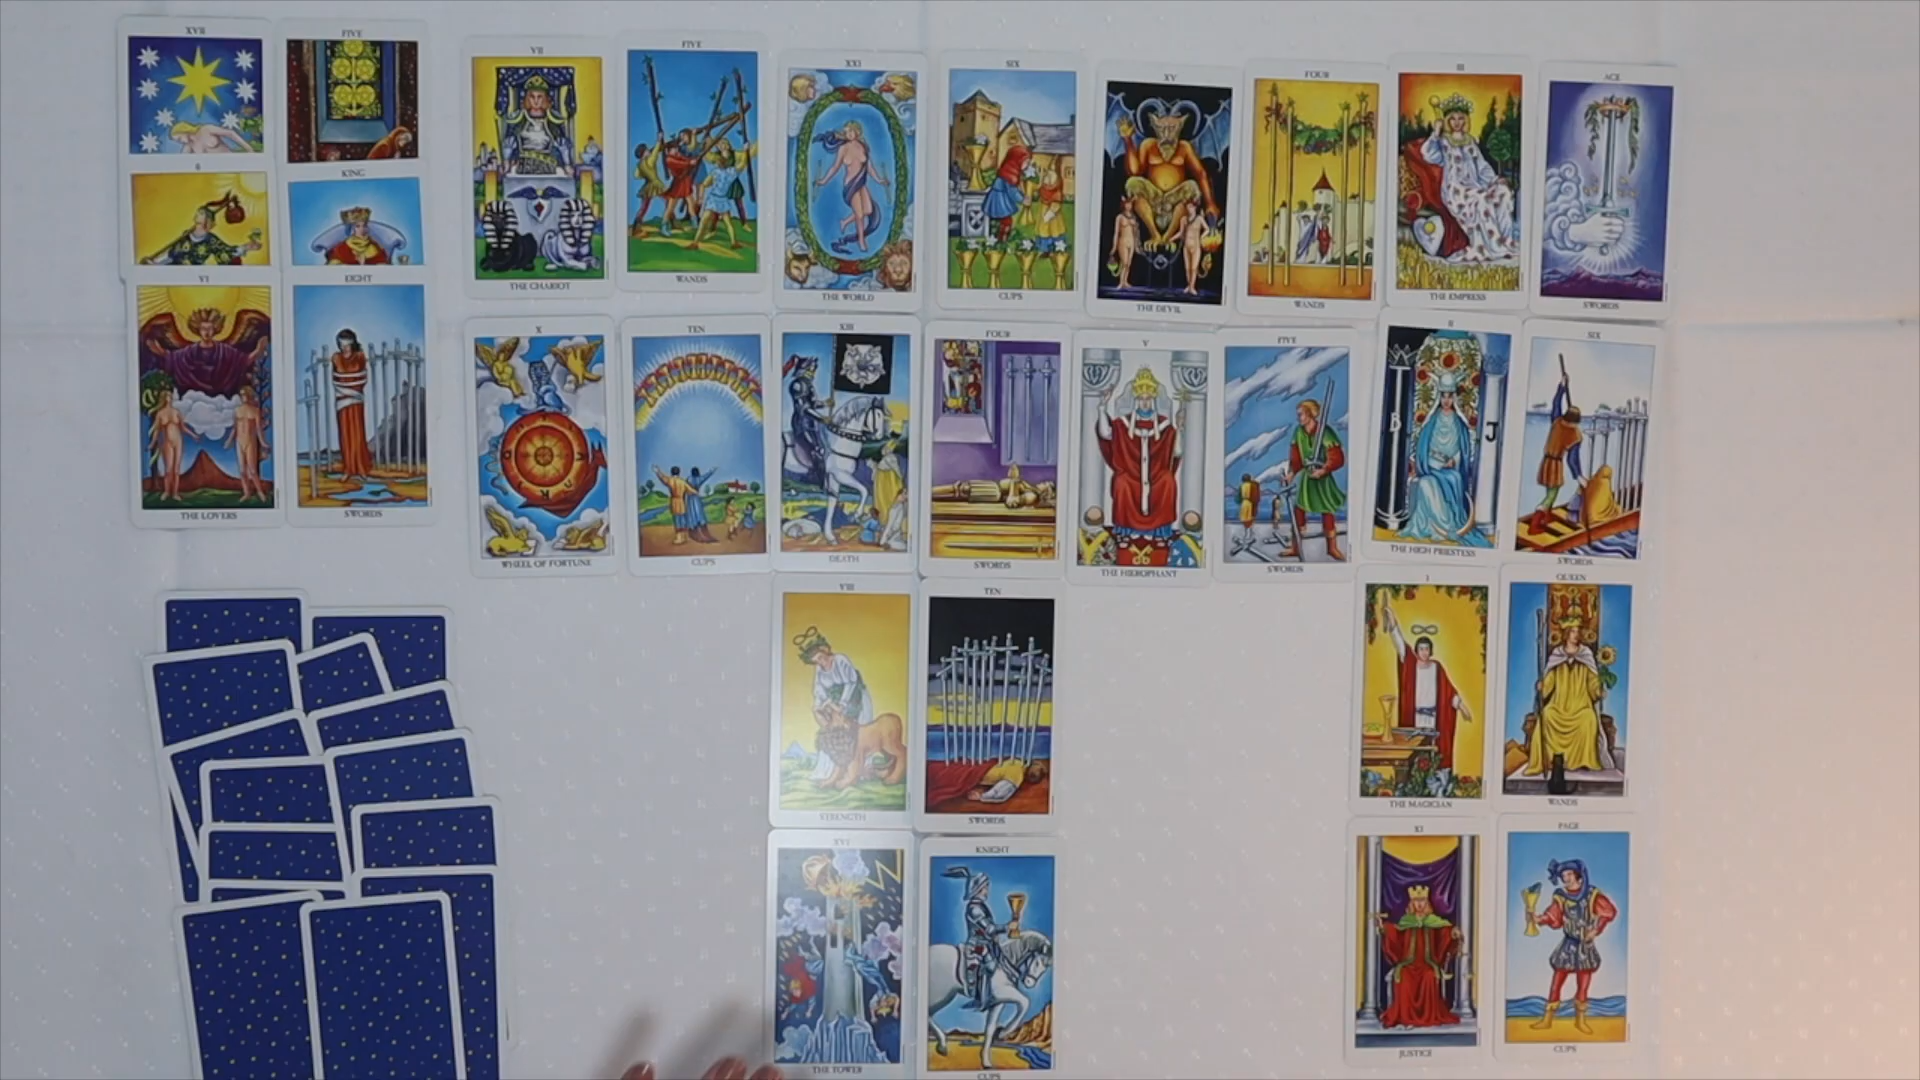 XVII
FIVE
0
KING
VI
THE LOVERS
EIGHT
SWORDS
VII
THE CHARIOT
FIVE
WANDS
XXI
THE WORLD
SIX
CUPS
XV
THE DEVIL
FOUR
WANDS
III
THE EMPRESS
ACE
SWORDS
X
WHEEL OF FORTUNE
TEN
CUPS
XIII
DEATH
FOUR
SWORDS
V
THE HIEROPHANT
FIVE
SWORDS
II
B
J
THE HIGH PRIESTESS
SIX
SWORDS
VIII
STRENGTH
TEN
SWORDS
I
THE MAGICIAN
QUEEN
WANDS
XVI
THE TOWER
KNIGHT
CUPS
XI
JUSTICE
PAGE
CUPS